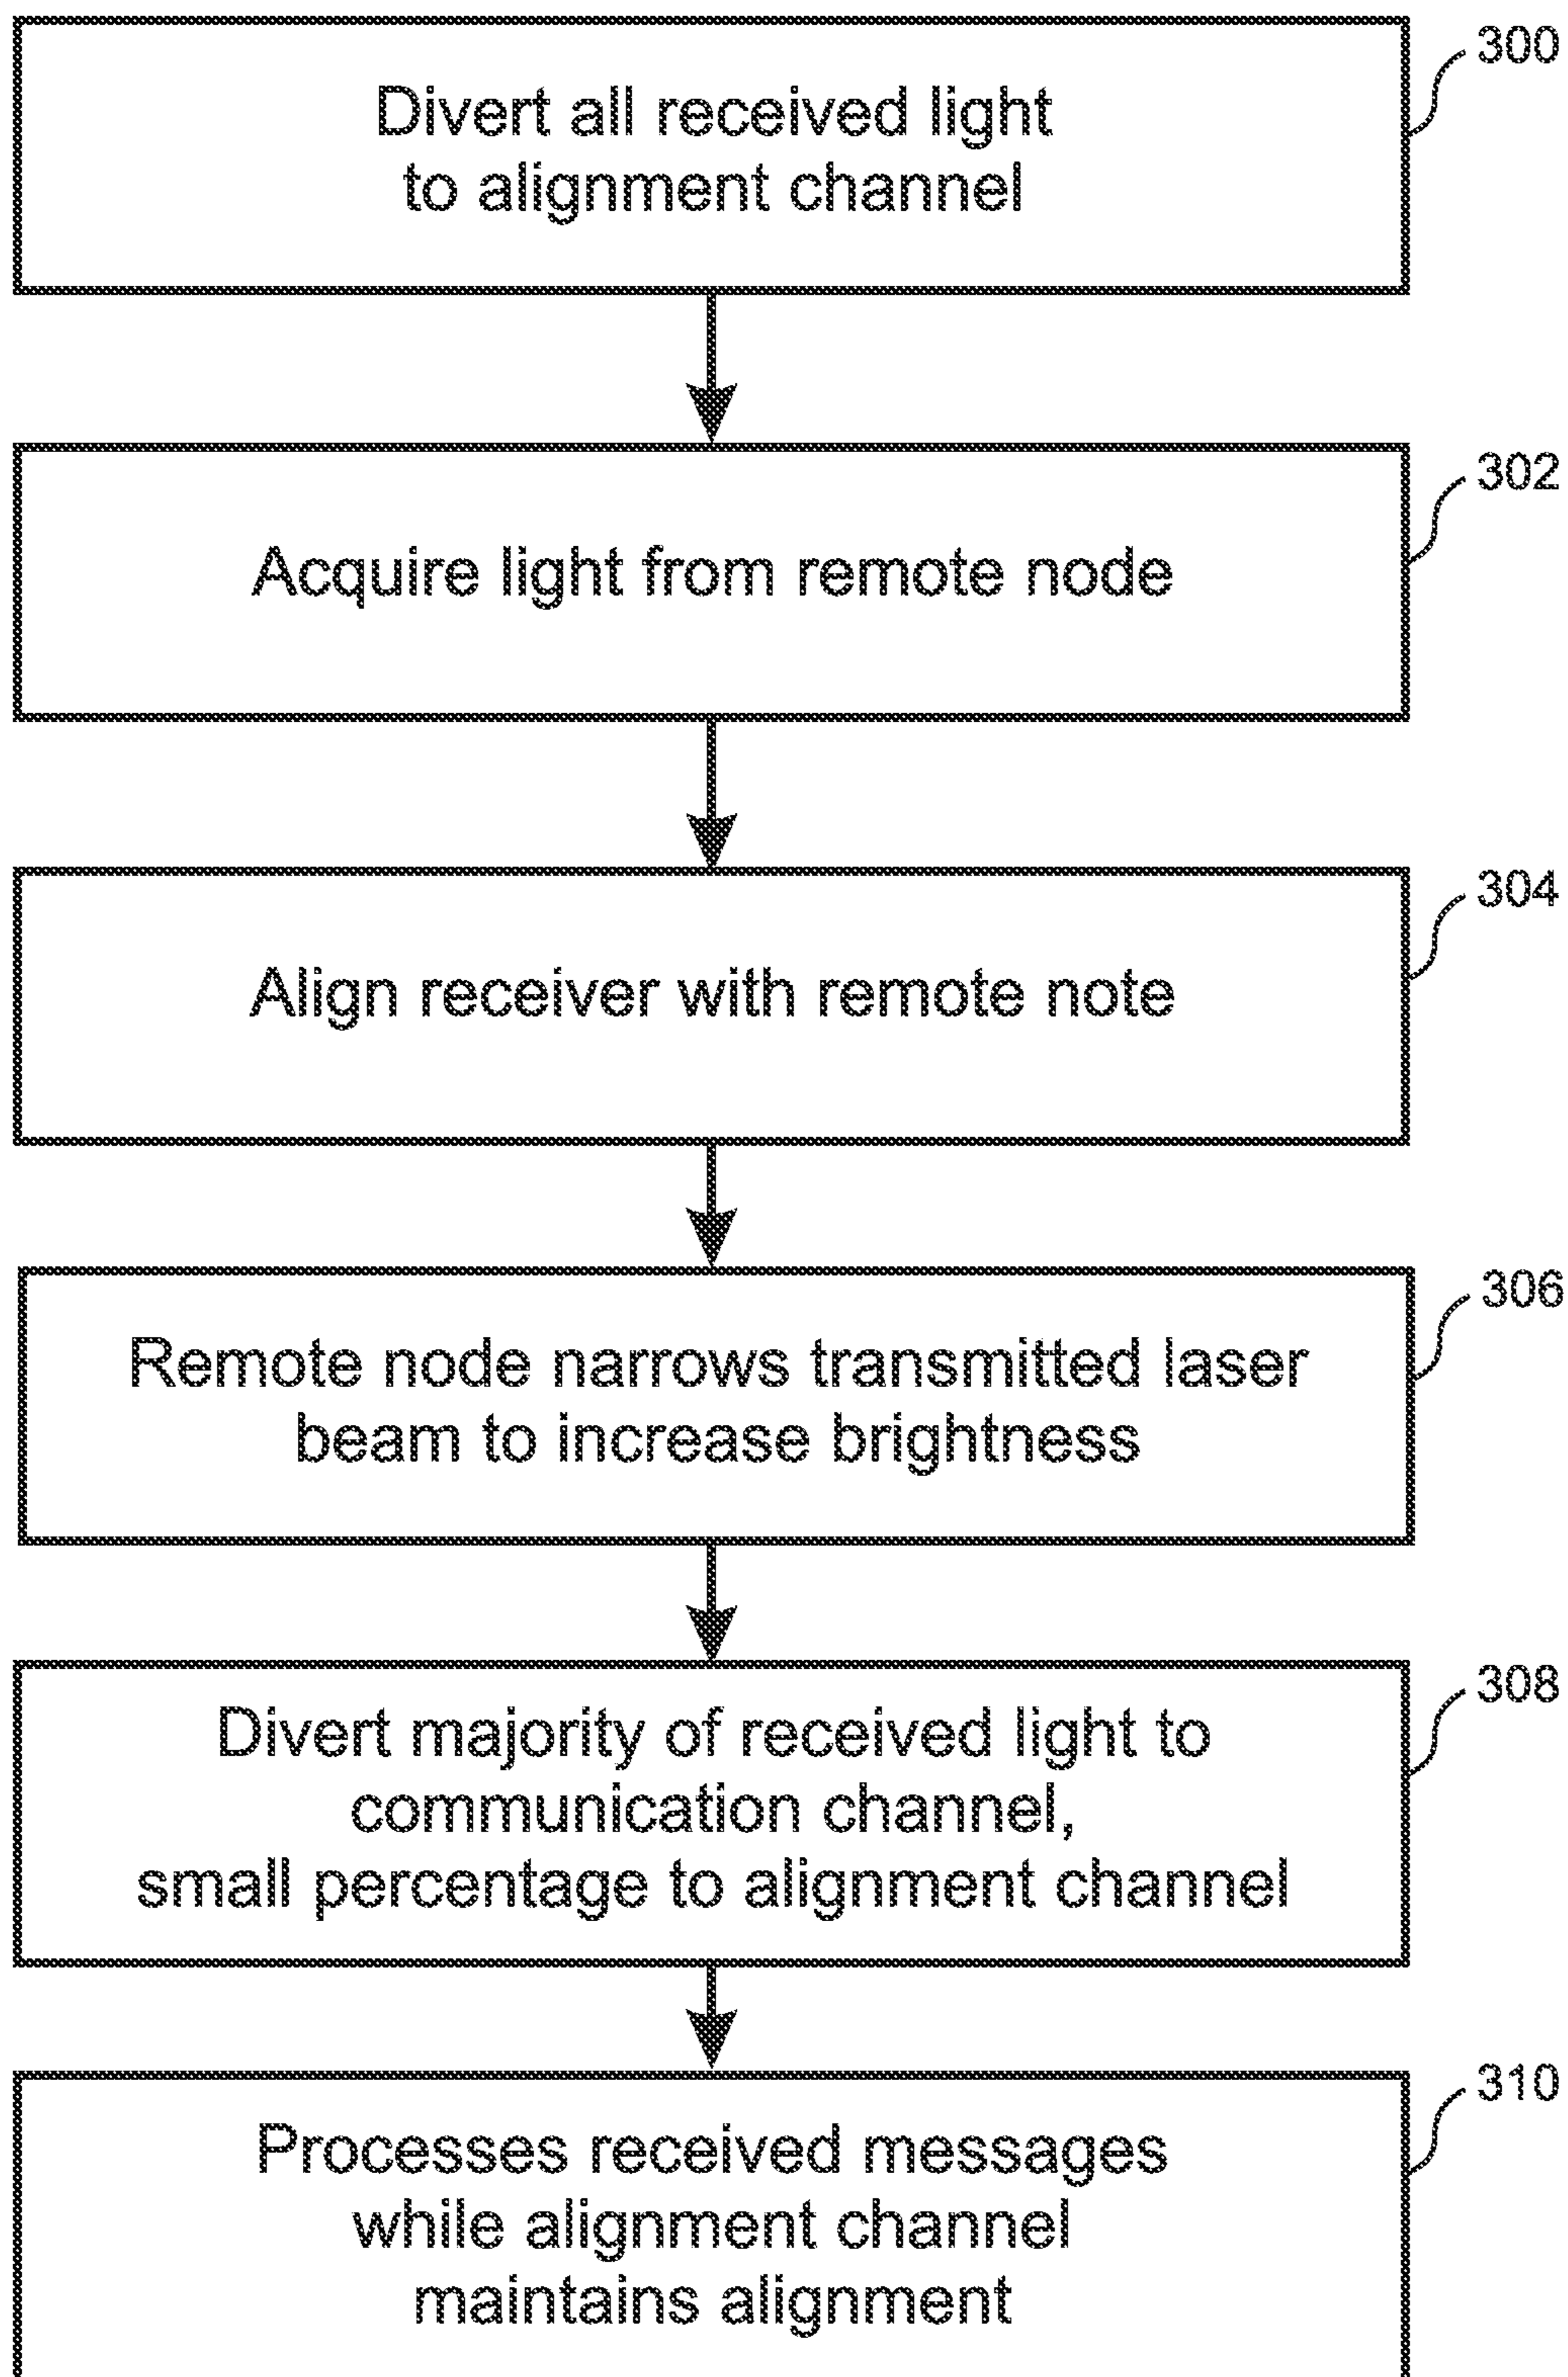 300
Divert all received light
to alignment channel
302
Acquire light from remote node
304
Align receiver with remote note
306
Remote node narrows transmitted laser
beam to increase brightness
308
Divert majority of received light to
communication channel,
small percentage to alignment channel
310
Processes received messages
while alignment channel
maintains alignment